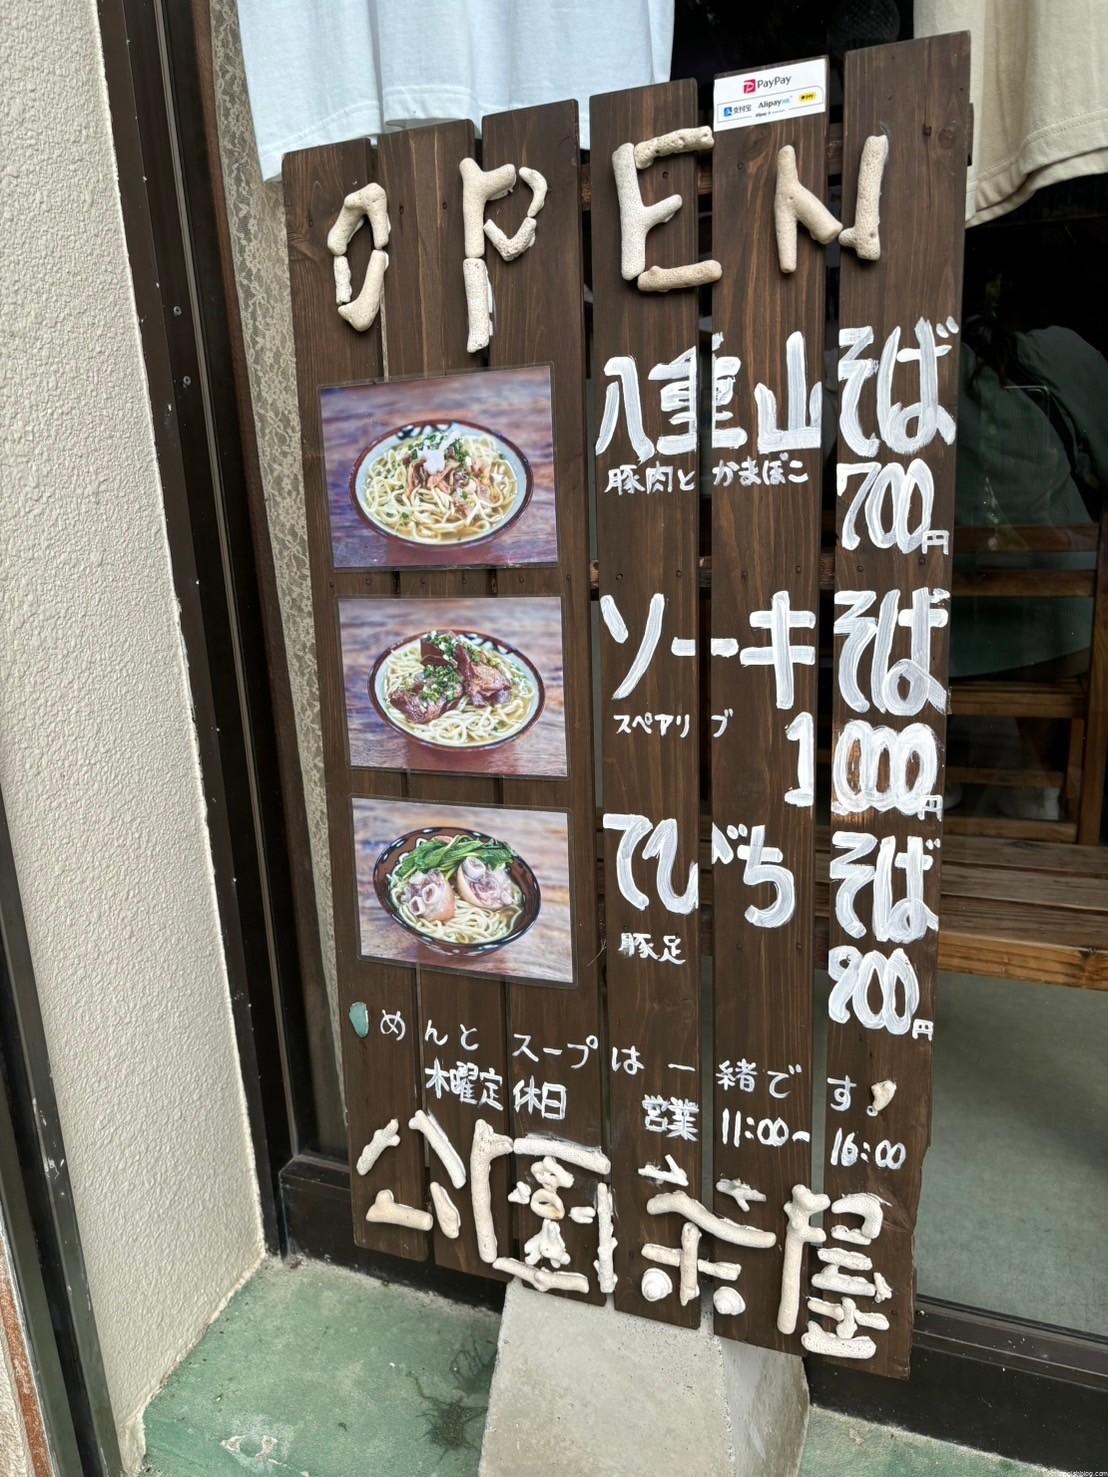 PayPay
支付宝 Alipay
OPEN
八重山そば
豚肉とかまぼこ
700円
ソーキそば
スペアリブ
1000円
てびちそば
豚足
900円
めんとスープは一緒です。
木曜定休日
営業 11:00~16:00
公園茶屋